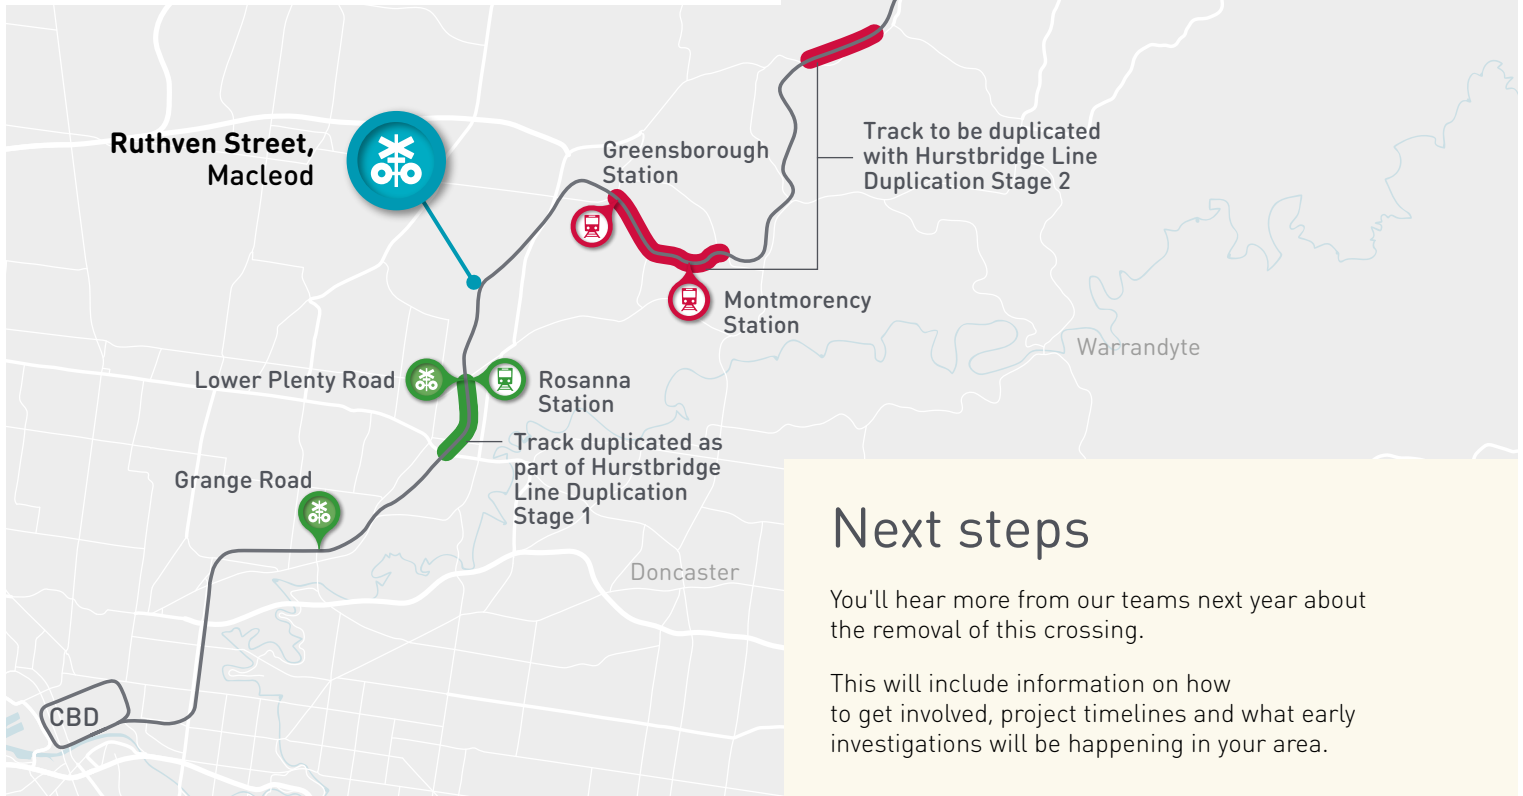 Ruthven Street,
Macleod
Greensborough
Station
Track to be duplicated
with Hurstbridge Line
Duplication Stage 2
Montmorency
Station
Warrandyte
Lower Plenty Road
Rosanna
Station
Track duplicated as
part of Hurstbridge
Line Duplication
Stage 1
Grange Road
Doncaster
CBD
Next steps
You'll hear more from our teams next year about
the removal of this crossing.
This will include information on how
to get involved, project timelines and what early
investigations will be happening in your area.